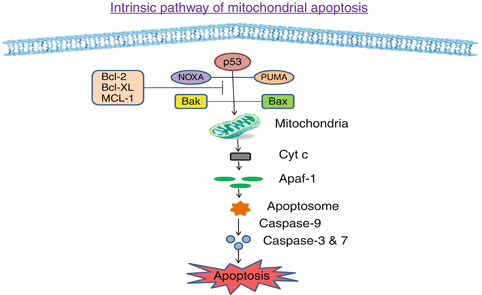 Intrinsic pathway of mitochondrial apoptosis
p53
Bcl-2
Bcl-XL
MCL-1
NOXA
PUMA
Bak
Bax
Mitochondria
Cyt c
Apaf-1
Apoptosome
Caspase-9
Caspase-3 & 7
Apoptosis